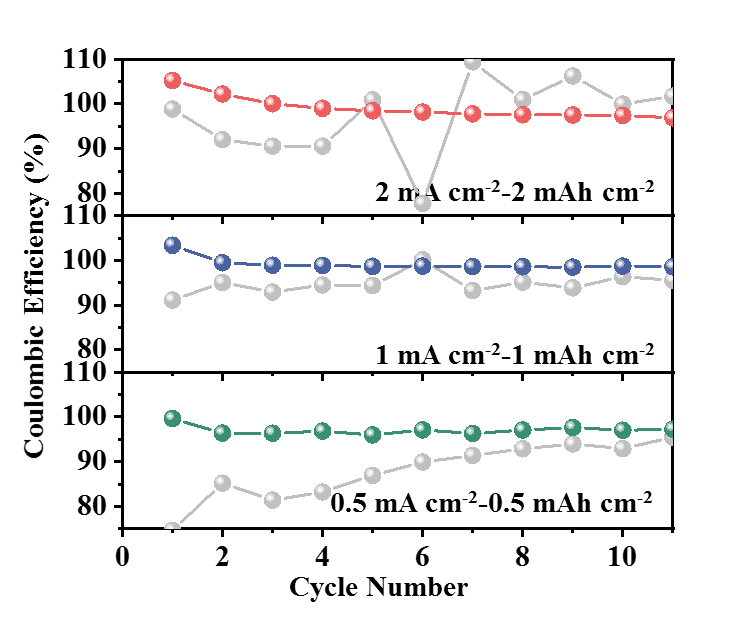 Coulombic Efficiency (%)
110
100
90
80
2 mA cm-2-2 mAh cm-2
110
100
90
80
1 mA cm-2-1 mAh cm-2
110
100
90
80
0.5 mA cm-2-0.5 mAh cm-2
0 2 4 6 8 10
Cycle Number